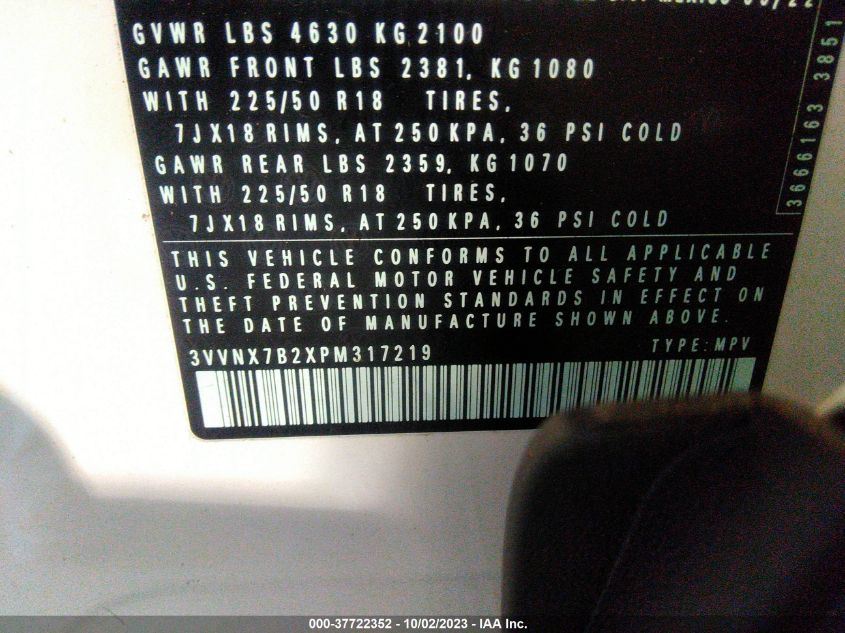 GVWR LBS 4630 KG 2100
GAWR FRONT LBS 2381, KG 1080
WITH 225/50 R18 TIRES,
7JX18 RIMS, AT 250 KPA, 36 PSI COLD
GAWR REAR LBS 2359, KG 1070
WITH 225/50 R18 TIRES,
7JX18 RIMS, AT 250 KPA, 36 PSI COLD
THIS VEHICLE CONFORMS TO ALL APPLICABLE
U.S. FEDERAL MOTOR VEHICLE SAFETY AND
THEFT PREVENTION STANDARDS IN EFFECT ON
THE DATE OF MANUFACTURE SHOWN ABOVE.
3VVNX7B2XPM317219 TYPE: MPV
3666163 3851
000-37722352 - 10/02/2023 - IAA Inc.